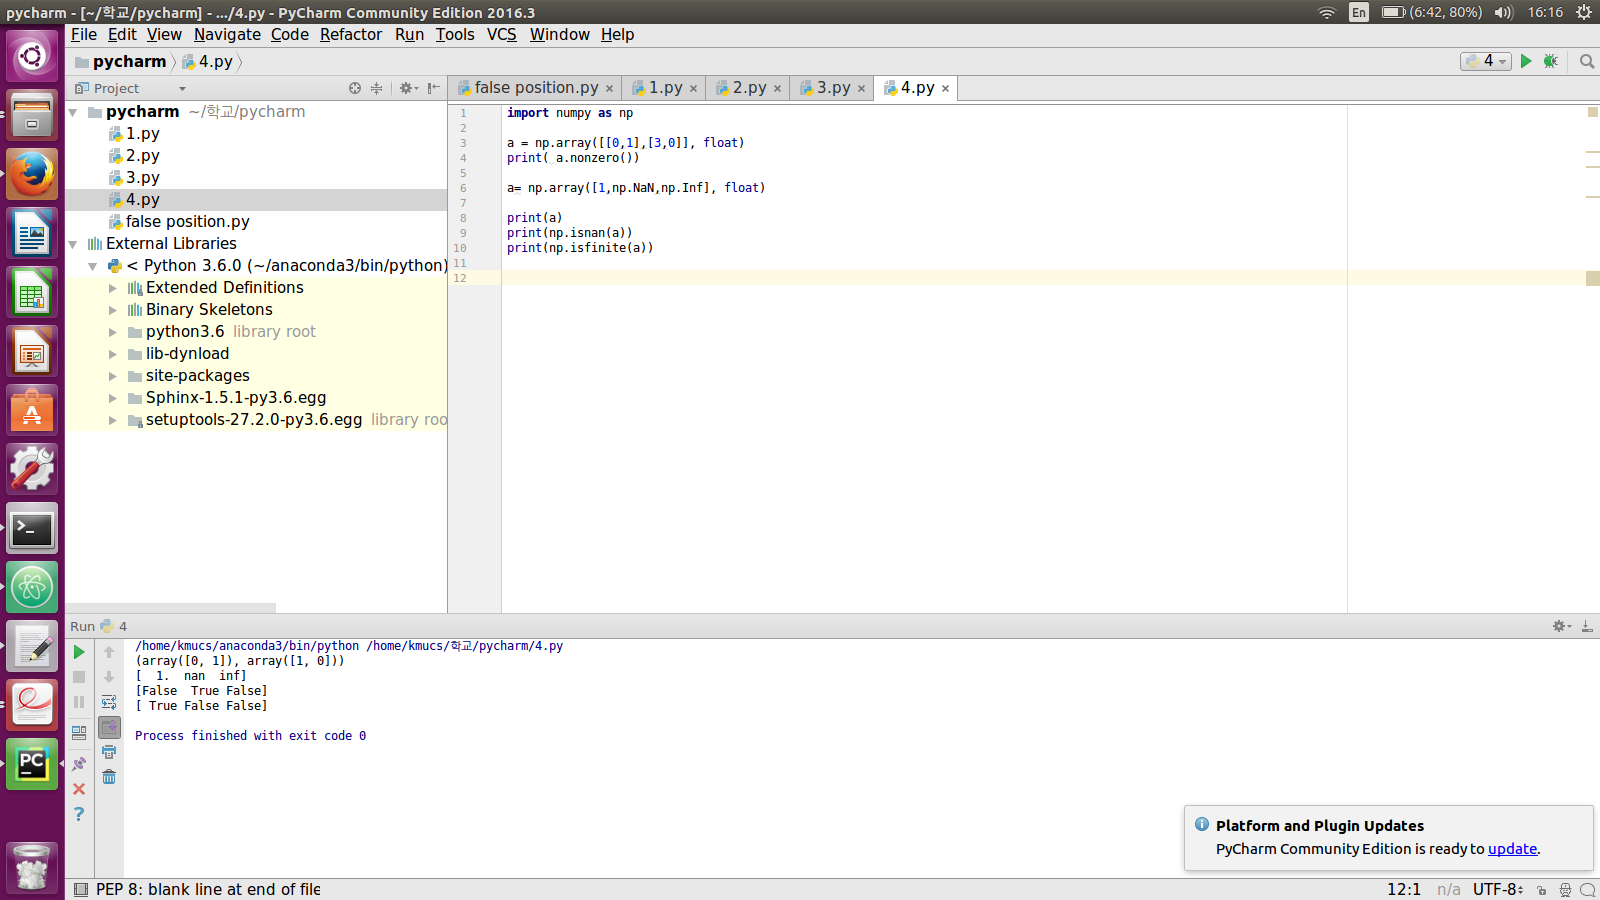 pycharm - [~/학교/pycharm] - .../4.py - PyCharm Community Edition 2016.3
En (6:42, 80%) 16:16
File Edit View Navigate Code Refactor Run Tools VCS Window Help
pycharm 4.py 4
Project
false position.py × 1.py × 2.py × 3.py × 4.py ×
pycharm ~/학교/pycharm
1.py
2.py
3.py
4.py
false position.py
External Libraries
< Python 3.6.0 (~/anaconda3/bin/python)
Extended Definitions
Binary Skeletons
python3.6 library root
lib-dynload
site-packages
Sphinx-1.5.1-py3.6.egg
setuptools-27.2.0-py3.6.egg library roo
1 import numpy as np
2
3 a = np.array([[0,1],[3,0]], float)
4 print( a.nonzero())
5
6 a= np.array([1,np.NaN,np.Inf], float)
7
8 print(a)
9 print(np.isnan(a))
10 print(np.isfinite(a))
11
12
Run 4
/home/kmucs/anaconda3/bin/python /home/kmucs/학교/pycharm/4.py
(array([0, 1]), array([1, 0]))
[  1.  nan  inf]
[False  True False]
[ True False False]
Process finished with exit code 0
Platform and Plugin Updates
PyCharm Community Edition is ready to update.
PEP 8: blank line at end of file
12:1 n/a UTF-8